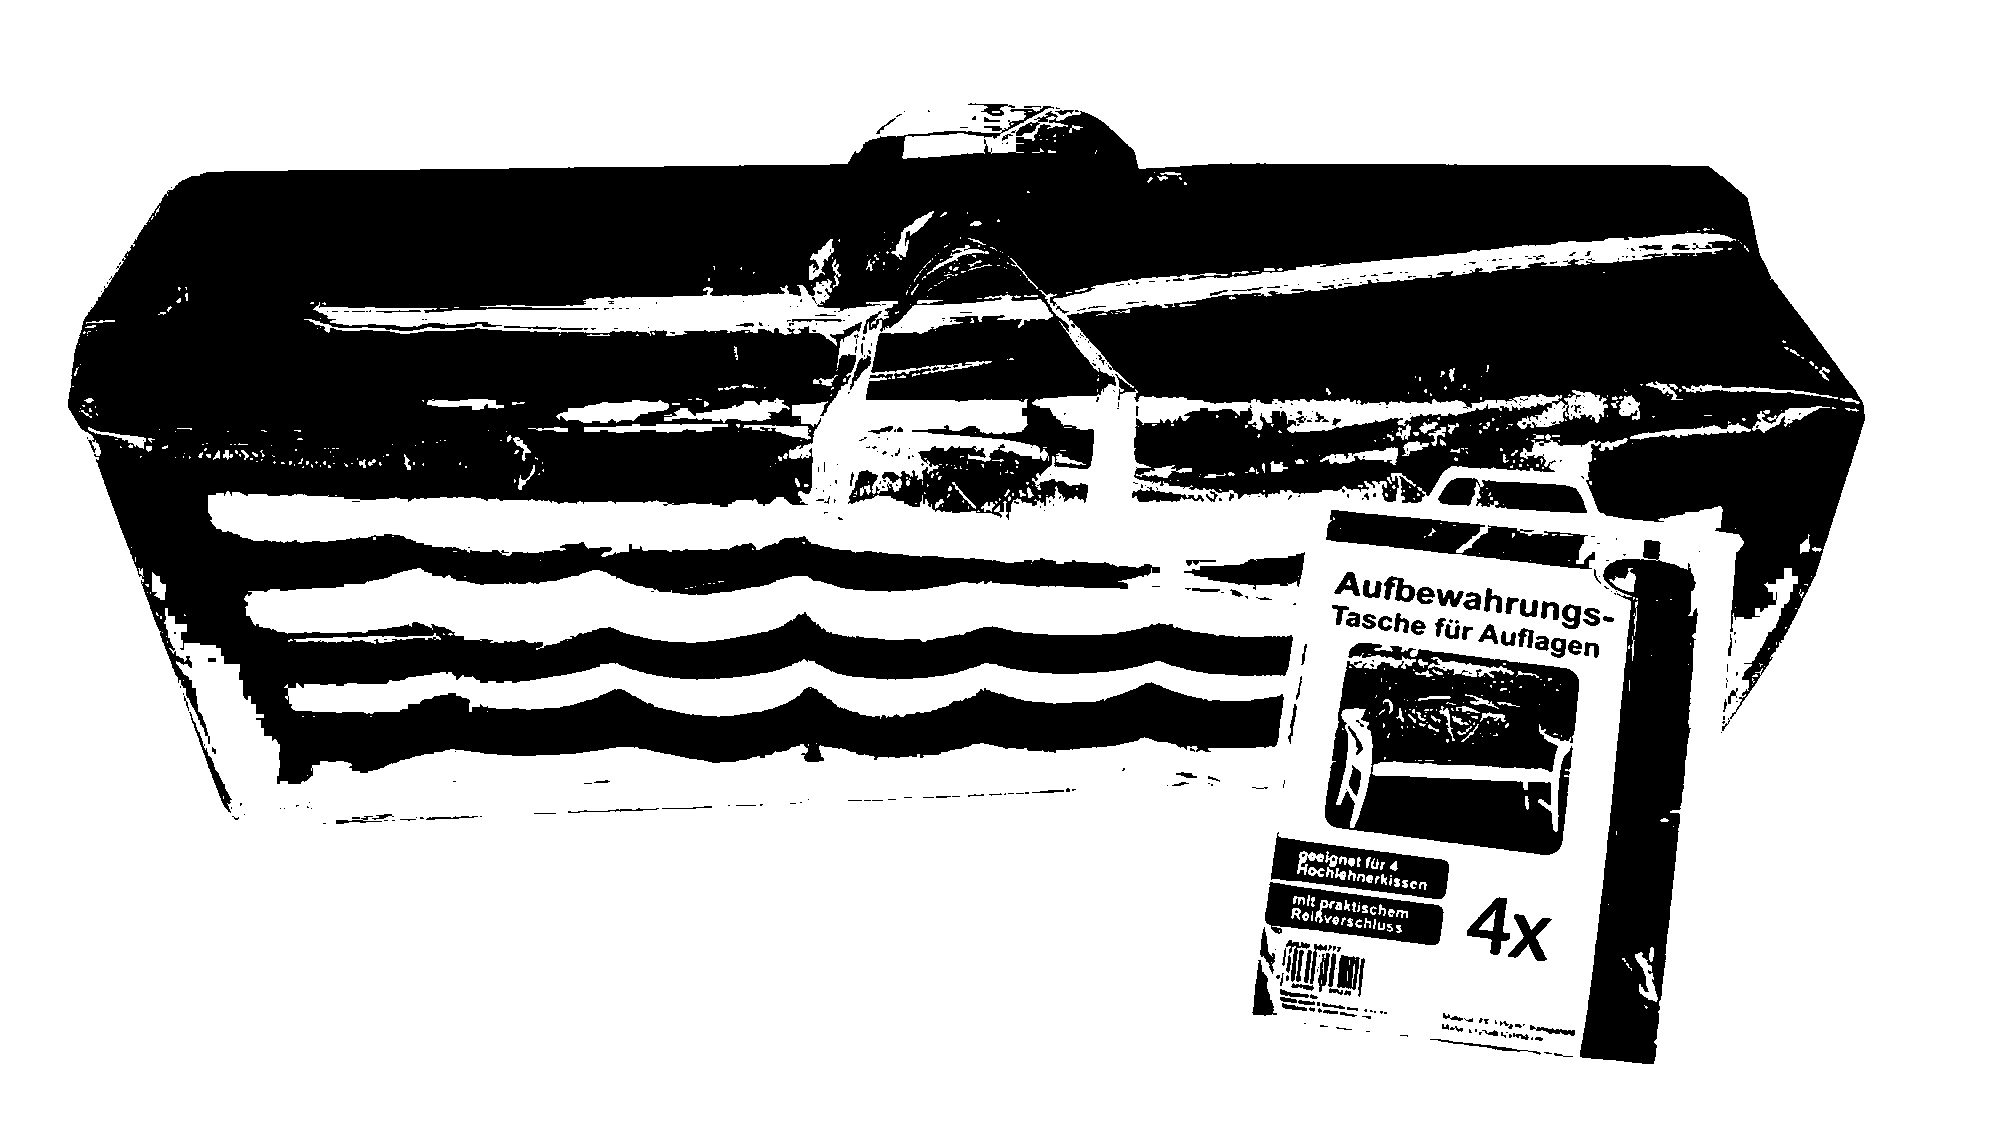 Aufbewahrungs-
Tasche für Auflagen
geeignet für 4
Hochlehnerkissen
mit praktischem
Reißverschluss
4x